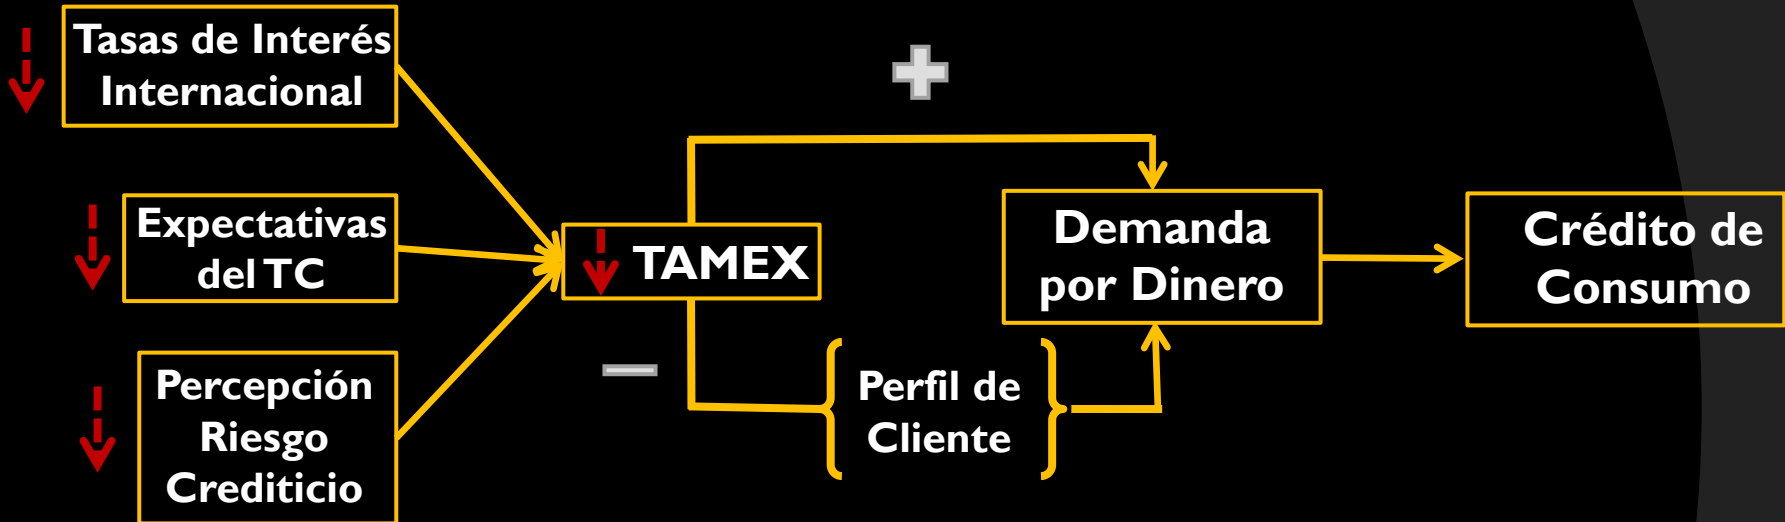 Tasas de Interés
Internacional
Expectativas
del TC
Percepción
Riesgo
Crediticio
TAMEX
Perfil de
Cliente
Demanda
por Dinero
Crédito de
Consumo